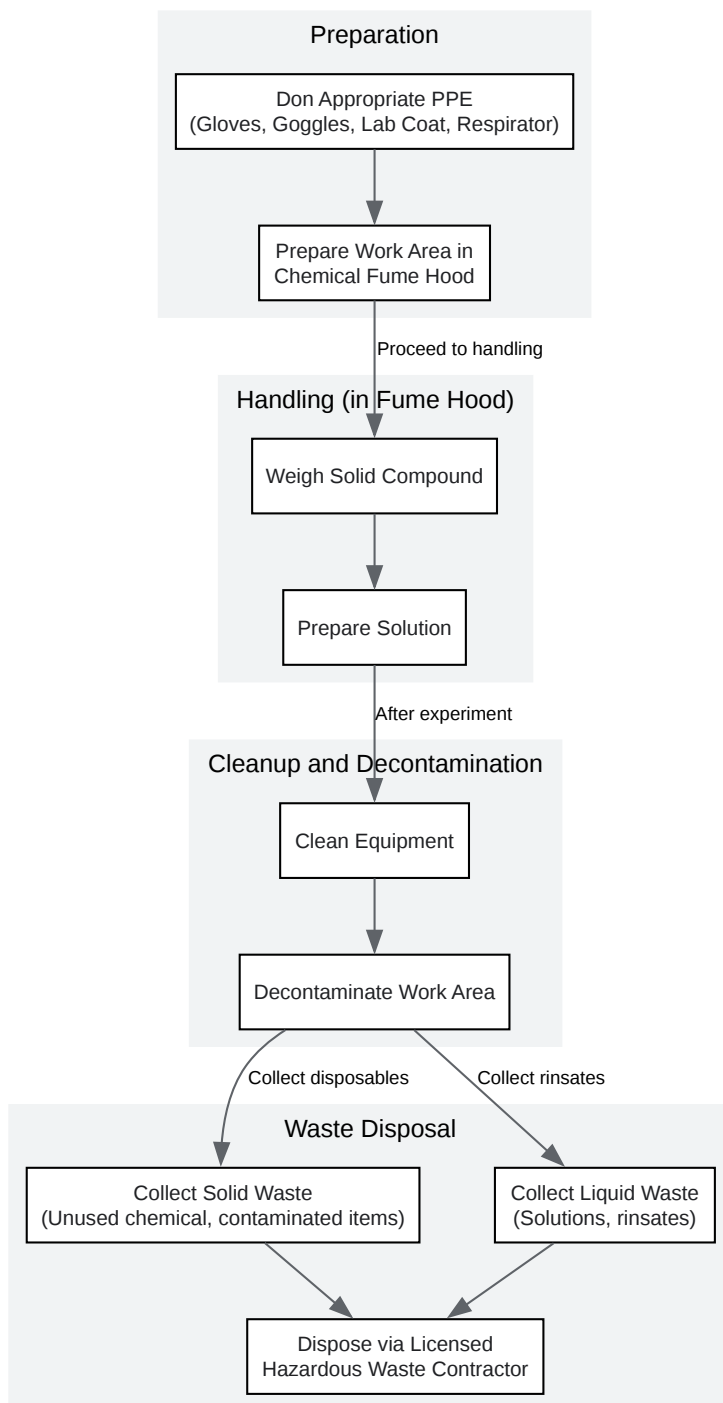 Preparation
Don Appropriate PPE
(Gloves, Goggles, Lab Coat, Respirator)
Prepare Work Area in
Chemical Fume Hood
Proceed to handling
Handling (in Fume Hood)
Weigh Solid Compound
Prepare Solution
After experiment
Cleanup and Decontamination
Clean Equipment
Decontaminate Work Area
Collect disposables
Collect rinsates
Waste Disposal
Collect Solid Waste
(Unused chemical, contaminated items)
Collect Liquid Waste
(Solutions, rinsates)
Dispose via Licensed
Hazardous Waste Contractor